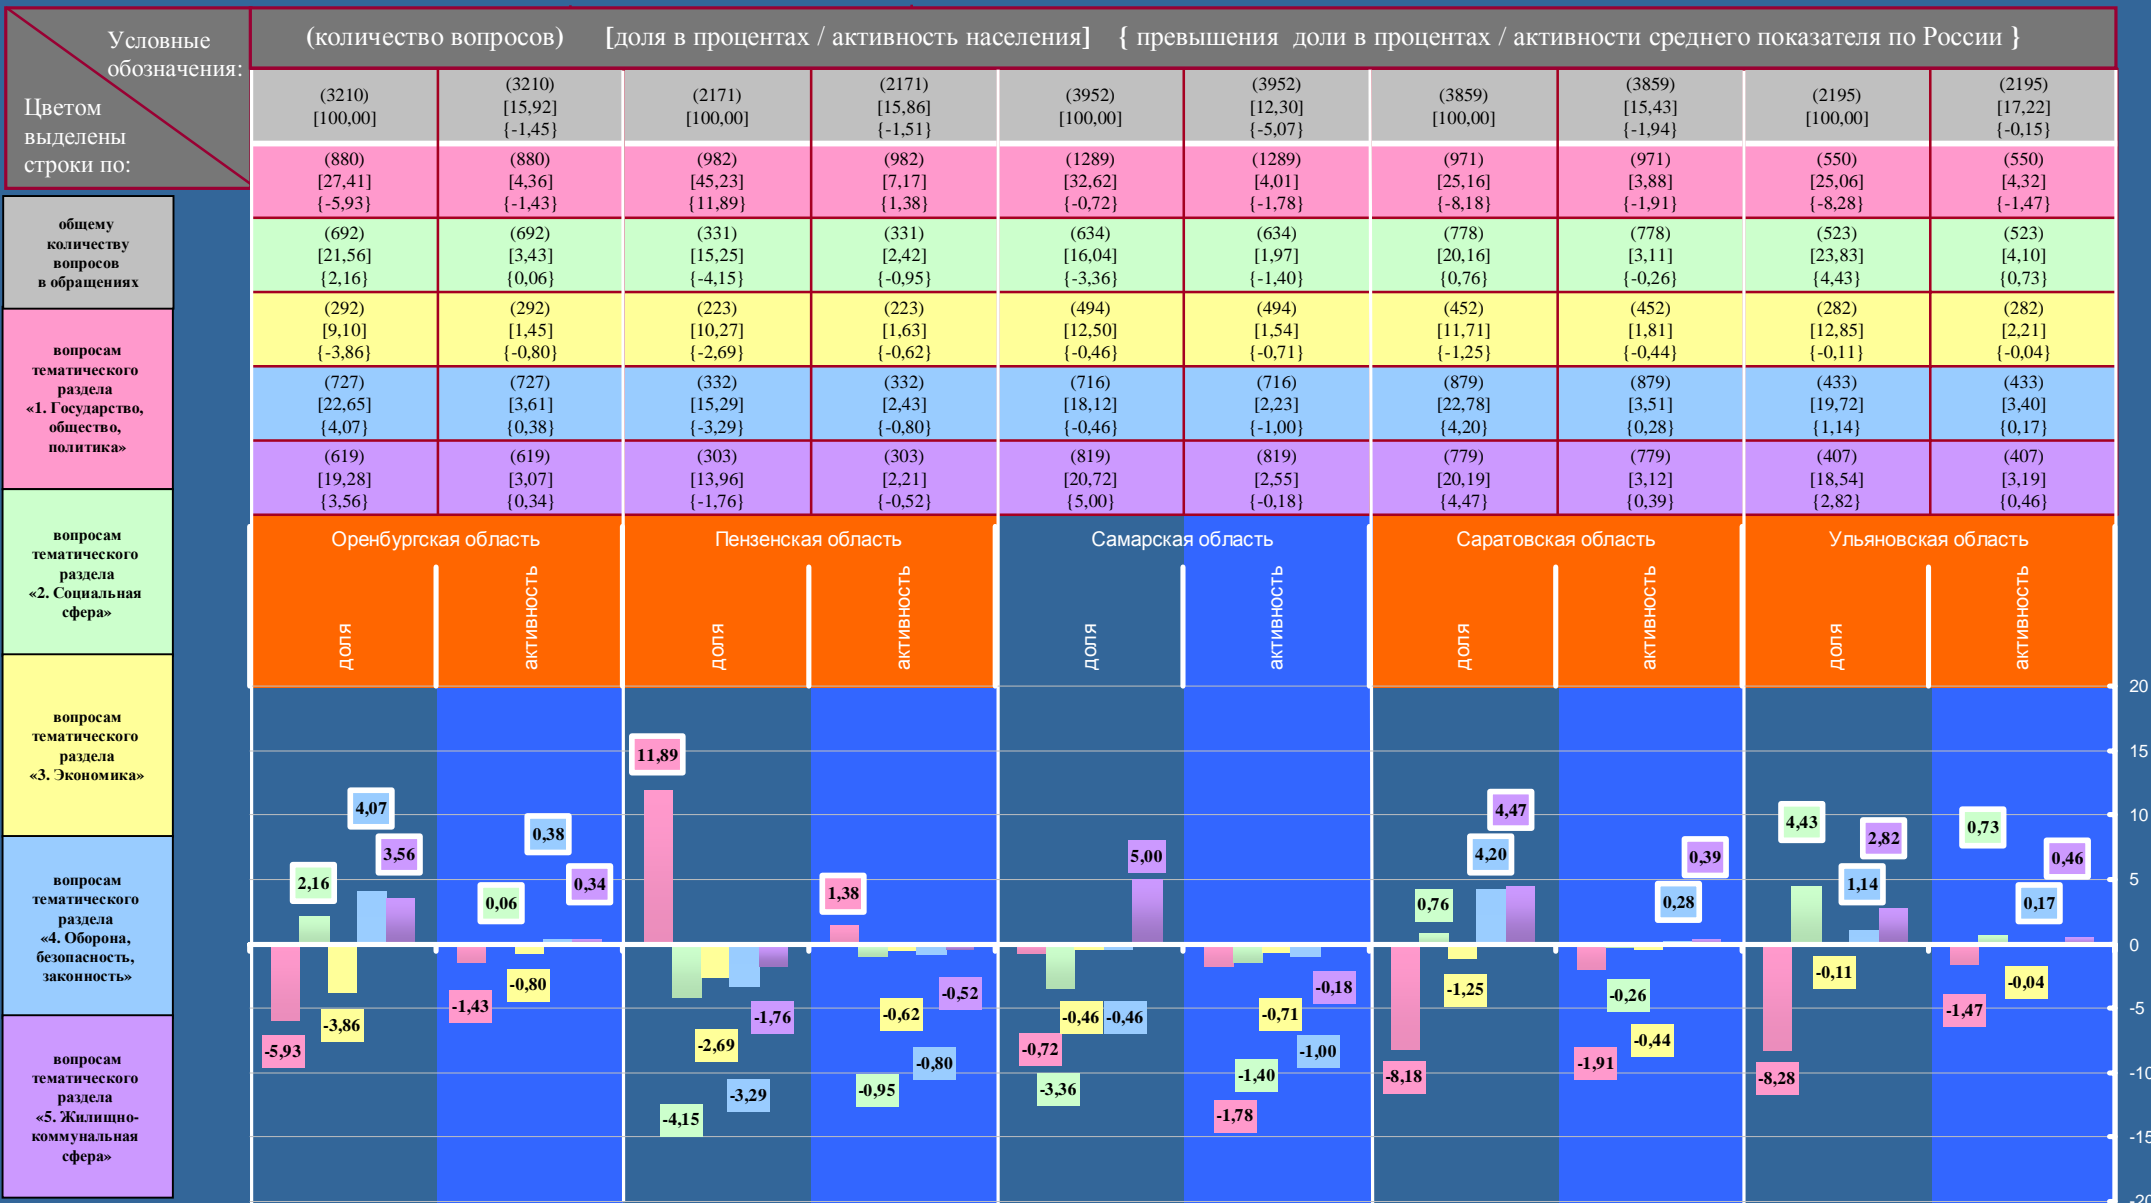 Условные
обозначения:
Цветом
выделены
строки по:
(количество вопросов) [доля в процентах / активность населения] { превышения доли в процентах / активности среднего показателя по России }
(3210) (3210) (2171) (2171) (3952) (3952) (3859) (3859) (2195) (2195)
[100,00] [15,92] [100,00] [15,86] [100,00] [12,30] [100,00] [15,43] [100,00] [17,22]
{-1,45} {-1,51} {-5,07} {-1,94} {-0,15}
(880) (880) (982) (982) (1289) (1289) (971) (971) (550) (550)
[27,41] [4,36] [45,23] [7,17] [32,62] [4,01] [25,16] [3,88] [25,06] [4,32]
{-5,93} {-1,43} {11,89} {1,38} {-0,72} {-1,78} {-8,18} {-1,91} {-8,28} {-1,47}
(692) (692) (331) (331) (634) (634) (778) (778) (523) (523)
[21,56] [3,43] [15,25] [2,42] [16,04] [1,97] [20,16] [3,11] [23,83] [4,10]
{2,16} {0,06} {-4,15} {-0,95} {-3,36} {-1,40} {0,76} {-0,26} {4,43} {0,73}
(292) (292) (223) (223) (494) (494) (452) (452) (282) (282)
[9,10] [1,45] [10,27] [1,63] [12,50] [1,54] [11,71] [1,81] [12,85] [2,21]
{-3,86} {-0,80} {-2,69} {-0,62} {-0,46} {-0,71} {-1,25} {-0,44} {-0,11} {-0,04}
(727) (727) (332) (332) (716) (716) (879) (879) (433) (433)
[22,65] [3,61] [15,29] [2,43] [18,12] [2,23] [22,78] [3,51] [19,72] [3,40]
{4,07} {0,38} {-3,29} {-0,80} {-0,46} {-1,00} {4,20} {0,28} {1,14} {0,17}
(619) (619) (303) (303) (819) (819) (779) (779) (407) (407)
[19,28] [3,07] [13,96] [2,21] [20,72] [2,55] [20,19] [3,12] [18,54] [3,19]
{3,56} {0,34} {-1,76} {-0,52} {5,00} {-0,18} {4,47} {0,39} {2,82} {0,46}
общему
количеству
вопросов
в обращениях
вопросам
тематического
раздела
«1. Государство,
общество,
политика»
вопросам
тематического
раздела
«2. Социальная
сфера»
вопросам
тематического
раздела
«3. Экономика»
вопросам
тематического
раздела
«4. Оборона,
безопасность,
законность»
вопросам
тематического
раздела
«5. Жилищно-
коммунальная
сфера»
Оренбургская область Пензенская область Самарская область Саратовская область Ульяновская область
доля активность доля активность доля активность доля активность доля активность
-5,93 2,16 -3,86 4,07 3,56
-1,43 0,06 -0,80 0,38 0,34
11,89 -4,15 -2,69 -3,29 -1,76
1,38 -0,95 -0,62 -0,80 -0,52
-0,72 -3,36 -0,46 -0,46 5,00
-1,78 -1,40 -0,71 -1,00 -0,18
-8,18 0,76 -1,25 4,20 4,47
-1,91 -0,26 -0,44 0,28 0,39
-8,28 4,43 -0,11 1,14 2,82
-1,47 0,73 -0,04 0,17 0,46
20
15
10
5
0
-5
-10
-15
-20